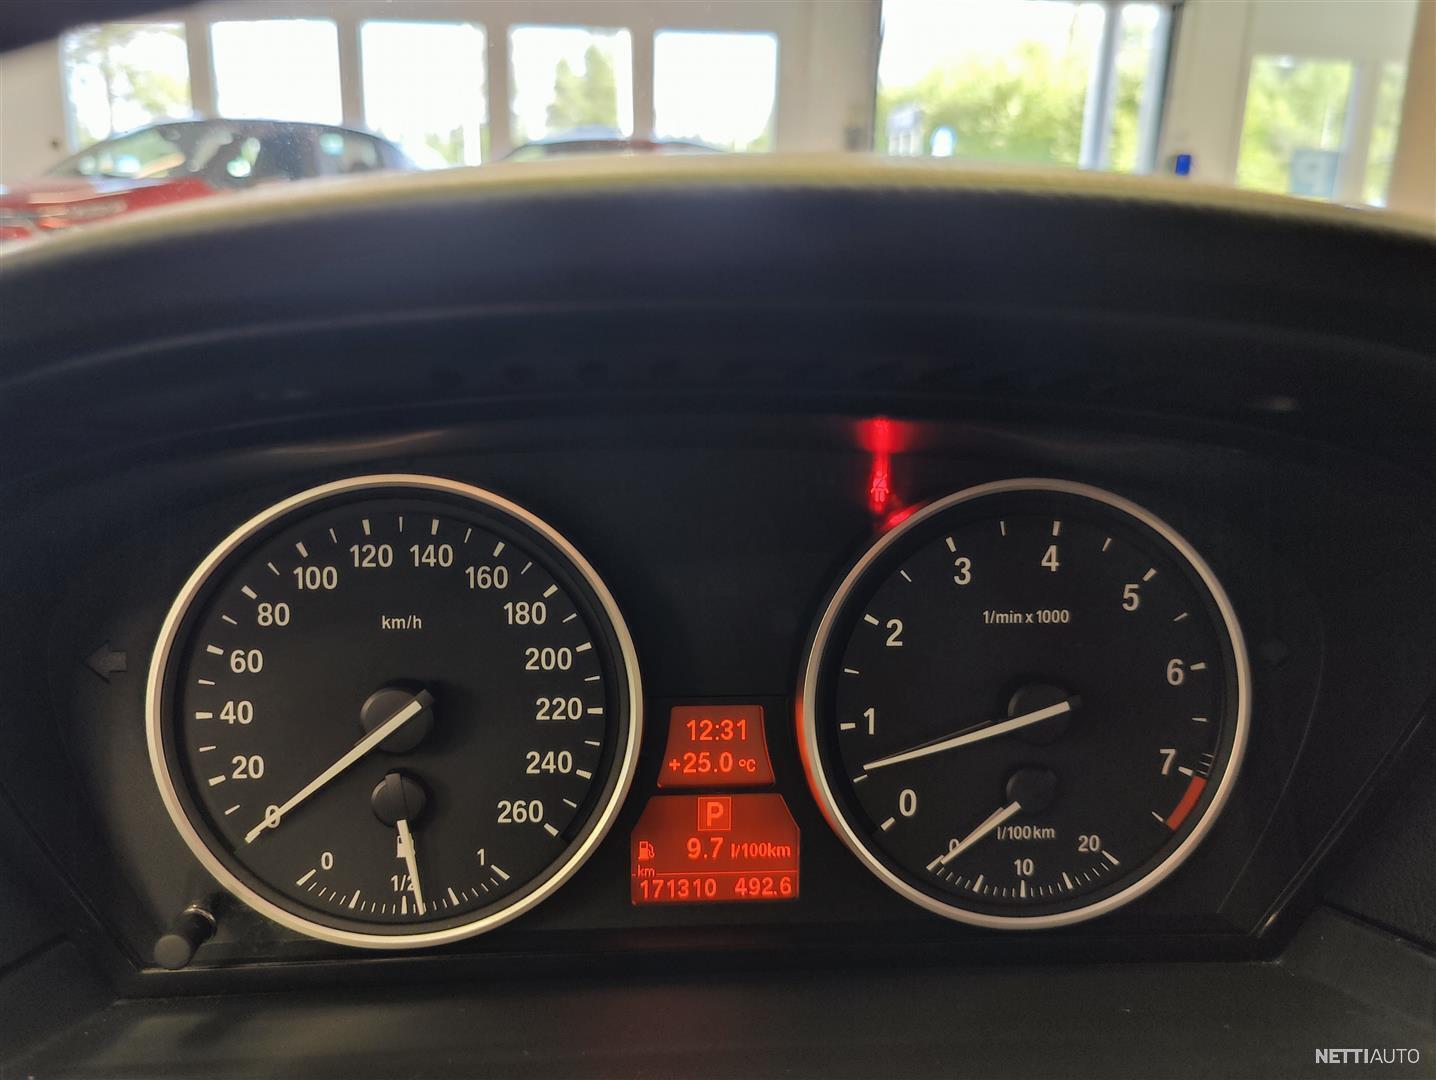 120 140
100 160
80 180
60 200
40 220
20 240
0 260
km/h
0 1/2 1
12:31
+25.0 °C
P
9.7 l/100km
km
171310 492.6
3 4 5
2 6
1 7
0
1/min x 1000
l/100km
0 10 20
NETTIAUTO